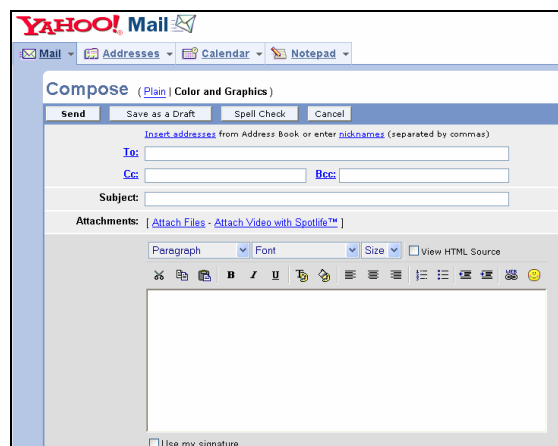 YAHOO! Mail
Mail Addresses Calendar Notepad
Compose ( Plain | Color and Graphics )
Send Save as a Draft Spell Check Cancel
Insert addresses from Address Book or enter nicknames (separated by commas)
To:
Cc: Bcc:
Subject:
Attachments: [ Attach Files - Attach Video with Spotlife™ ]
Paragraph Font Size View HTML Source
B I U
Use my signature